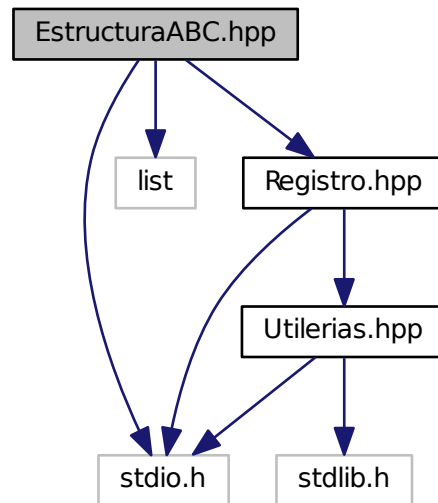 EstructuraABC.hpp
list
Registro.hpp
Utilerias.hpp
stdio.h
stdlib.h